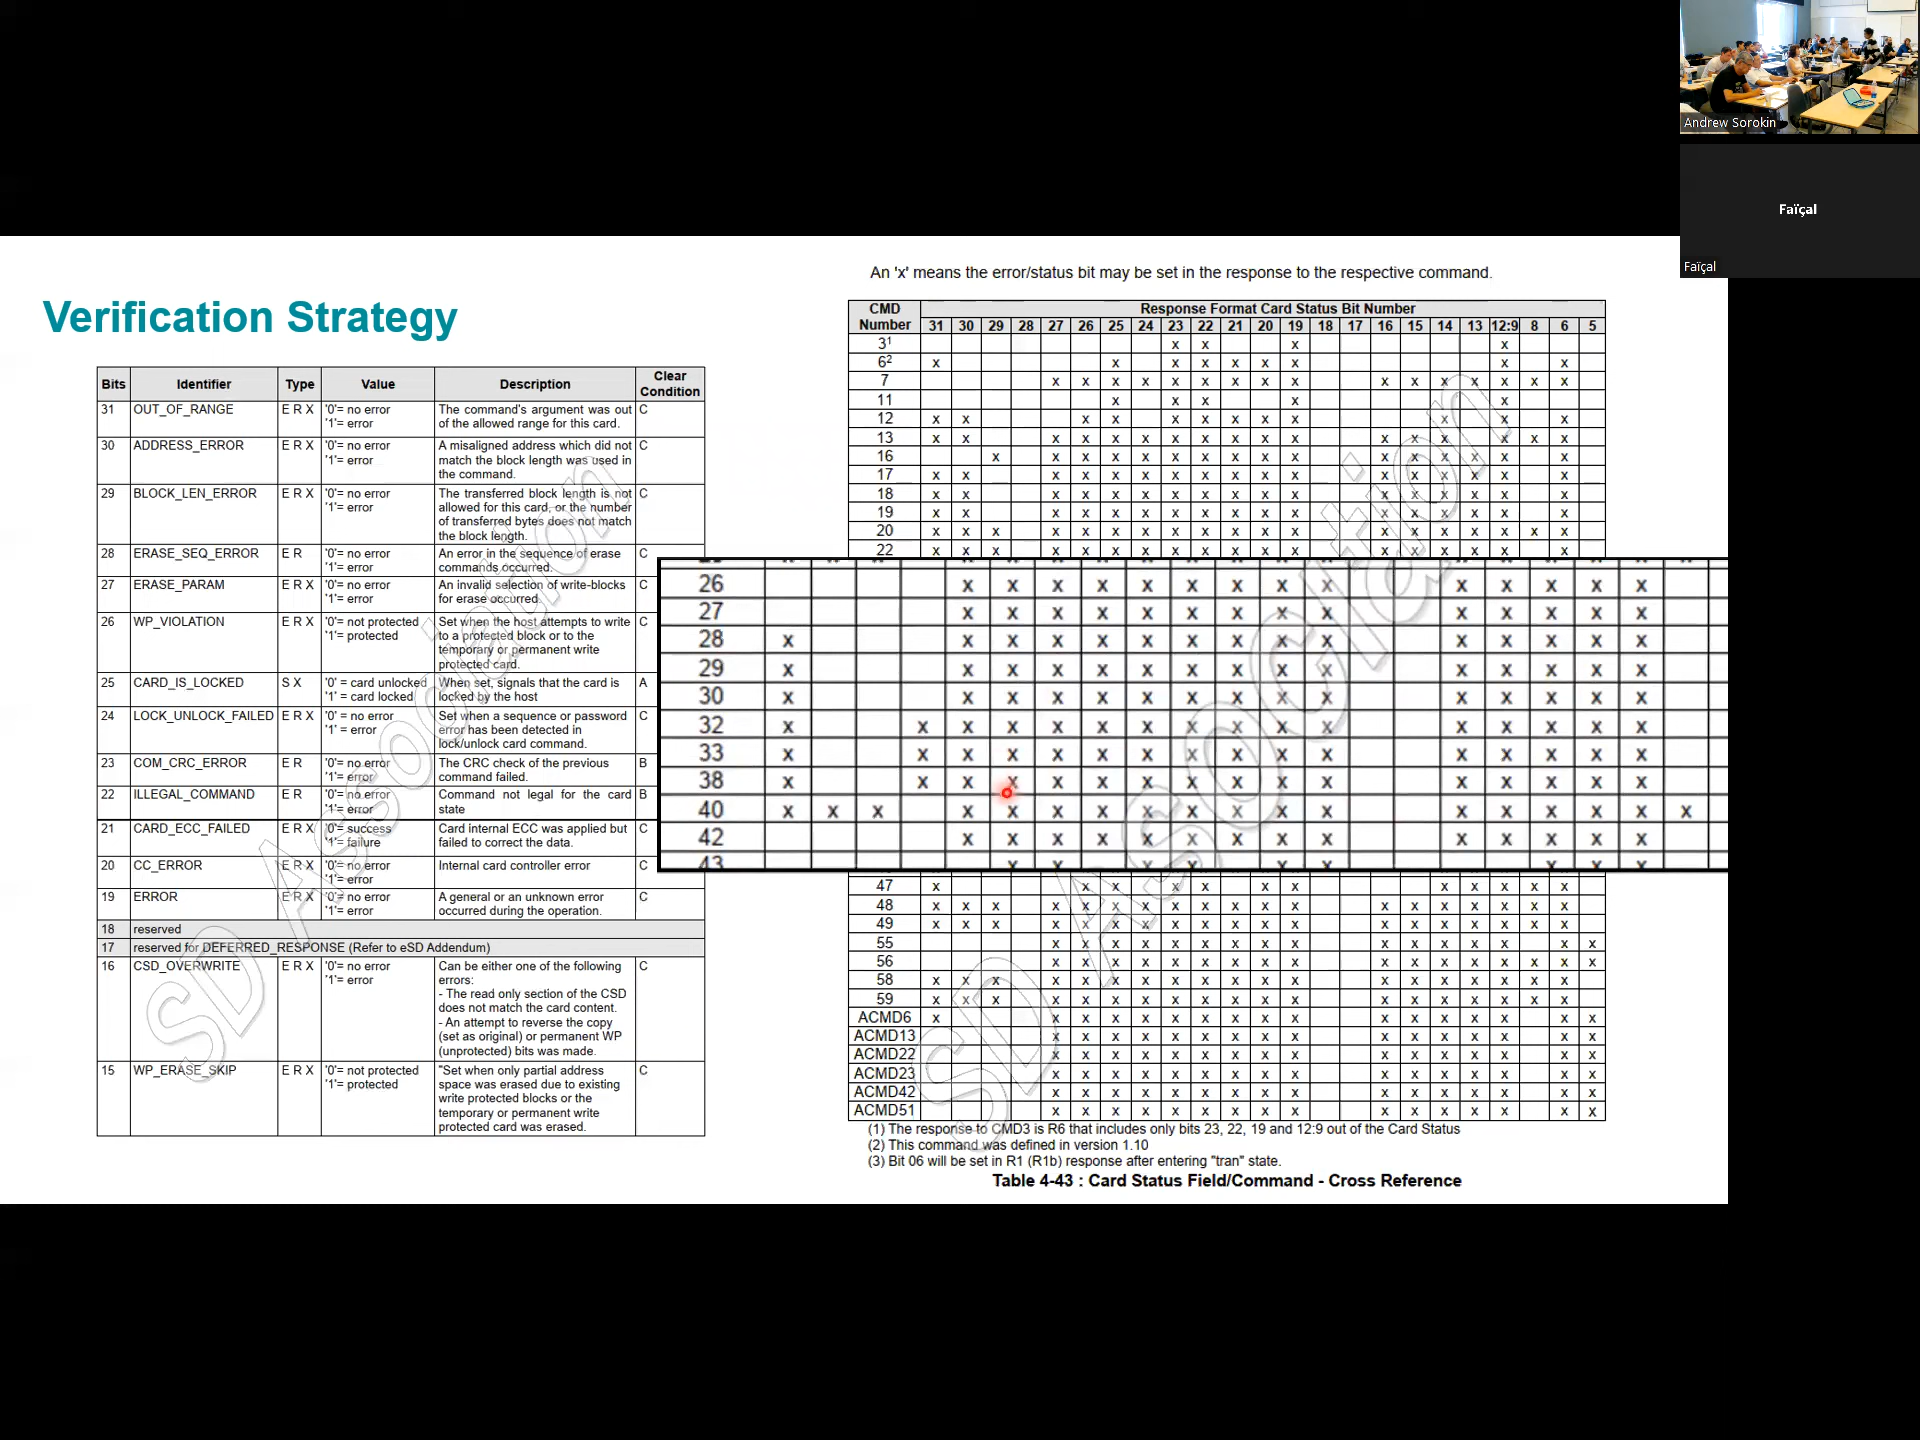 Andrew Sorokin
Faïçal
Faïçal
Verification Strategy
Bits Identifier Type Value Description Clear Condition
31 OUT_OF_RANGE E R X '0'= no error '1'= error The command's argument was out of the allowed range for this card. C
30 ADDRESS_ERROR E R X '0'= no error '1'= error A misaligned address which did not match the block length was used in the command. C
29 BLOCK_LEN_ERROR E R X '0'= no error '1'= error The transferred block length is not allowed for this card, or the number of transferred bytes does not match the block length. C
28 ERASE_SEQ_ERROR E R '0'= no error '1'= error An error in the sequence of erase commands occurred. C
27 ERASE_PARAM E R X '0'= no error '1'= error An invalid selection of write-blocks for erase occurred. C
26 WP_VIOLATION E R X '0'= not protected '1'= protected Set when the host attempts to write to a protected block or to the temporary or permanent write protected card. C
25 CARD_IS_LOCKED S X '0' = card unlocked '1' = card locked When set, signals that the card is locked by the host A
24 LOCK_UNLOCK_FAILED E R X '0' = no error '1' = error Set when a sequence or password error has been detected in lock/unlock card command. C
23 COM_CRC_ERROR E R '0'= no error '1'= error The CRC check of the previous command failed. B
22 ILLEGAL_COMMAND E R '0'= no error '1'= error Command not legal for the card state B
21 CARD_ECC_FAILED E R X '0'= success '1'= failure Card internal ECC was applied but failed to correct the data. C
20 CC_ERROR E R X '0'= no error '1'= error Internal card controller error C
19 ERROR E R X '0'= no error '1'= error A general or an unknown error occurred during the operation. C
18 reserved
17 reserved for DEFERRED_RESPONSE (Refer to eSD Addendum)
16 CSD_OVERWRITE E R X '0'= no error '1'= error Can be either one of the following errors: - The read only section of the CSD does not match the card content. - An attempt to reverse the copy (set as original) or permanent WP (unprotected) bits was made. C
15 WP_ERASE_SKIP E R X '0'= not protected '1'= protected "Set when only partial address space was erased due to existing write protected blocks or the temporary or permanent write protected card was erased. C
SD Association
An 'x' means the error/status bit may be set in the response to the respective command.
CMD Number Response Format Card Status Bit Number
31 30 29 28 27 26 25 24 23 22 21 20 19 18 17 16 15 14 13 12:9 8 6 5
3¹ x x x x
6² x x x x x x x x x
7 x x x x x x x x x x x x x x x x
11 x x x x x
12 x x x x x x x x x x x x
13 x x x x x x x x x x x x x x x x x
16 x x x x x x x x x x x x x x x
17 x x x x x x x x x x x x x x x x
18 x x x x x x x x x x x x x x x x
19 x x x x x x x x x x x x x x x x
20 x x x x x x x x x x x x x x x x x x
22 x x x x x x x x x x x x x x x x x
26 x x x x x x x x x x x x x x
27 x x x x x x x x x x x x x x
28 x x x x x x x x x x x x x x x
29 x x x x x x x x x x x x x x x
30 x x x x x x x x x x x x x x x
32 x x x x x x x x x x x x x x x x
33 x x x x x x x x x x x x x x x x
38 x x x x x x x x x x x x x x x x
40 x x x x x x x x x x x x x x x x x x
42 x x x x x x x x x x x x x x
43 x x x x x x x x x
47 x x x x x x x x x x x x
48 x x x x x x x x x x x x x x x x x x
49 x x x x x x x x x x x x x x x x x x
55 x x x x x x x x x x x x x x x
56 x x x x x x x x x x x x x x x
58 x x x x x x x x x x x x x x x x x x
59 x x x x x x x x x x x x x x x x x x
ACMD6 x x x x x x x x x x x x x x x x x
ACMD13 x x x x x x x x x x x x x x x x
ACMD22 x x x x x x x x x x x x x x x x
ACMD23 x x x x x x x x x x x x x x x x
ACMD42 x x x x x x x x x x x x x x x x
ACMD51 x x x x x x x x x x x x x x x x
(1) The response to CMD3 is R6 that includes only bits 23, 22, 19 and 12:9 out of the Card Status
(2) This command was defined in version 1.10
(3) Bit 06 will be set in R1 (R1b) response after entering "tran" state.
Table 4-43 : Card Status Field/Command - Cross Reference
SD Association